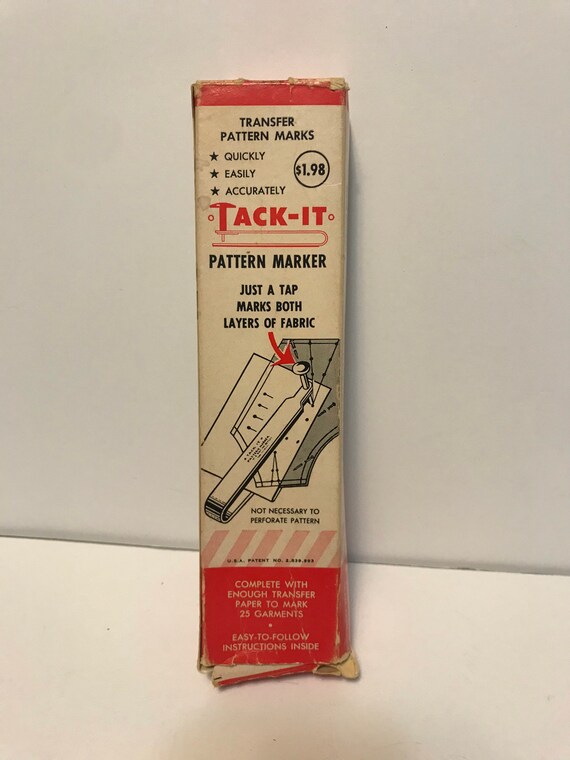 TRANSFER
PATTERN MARKS
★ QUICKLY
★ EASILY
★ ACCURATELY
$1.98
TACK-IT
PATTERN MARKER
JUST A TAP
MARKS BOTH
LAYERS OF FABRIC
NOT NECESSARY TO
PERFORATE PATTERN
U.S.A. PATENT NO.
COMPLETE WITH
ENOUGH TRANSFER
PAPER TO MARK
25 GARMENTS
EASY-TO-FOLLOW
INSTRUCTIONS INSIDE